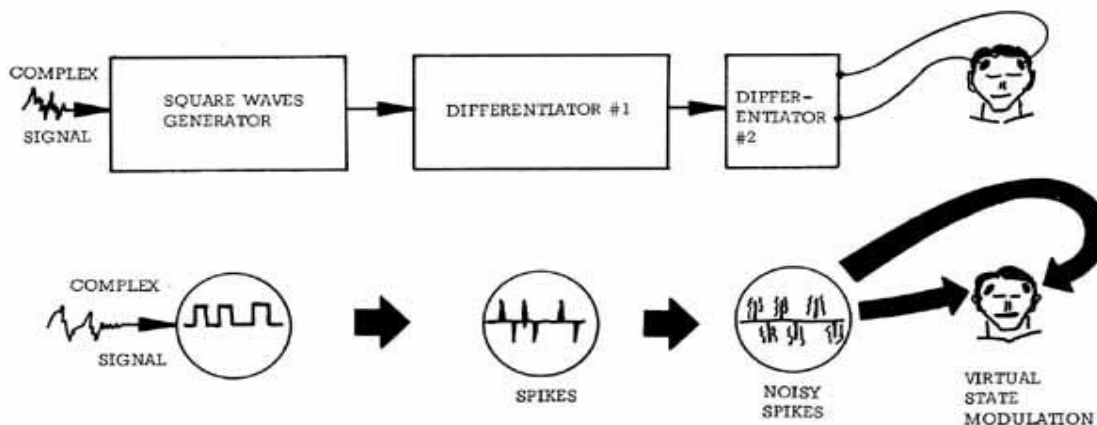 COMPLEX
SIGNAL
SQUARE WAVES
GENERATOR
DIFFERENTIATOR #1
DIFFER-
ENTIATOR
#2
COMPLEX
SIGNAL
SPIKES
NOISY
SPIKES
VIRTUAL
STATE
MODULATION